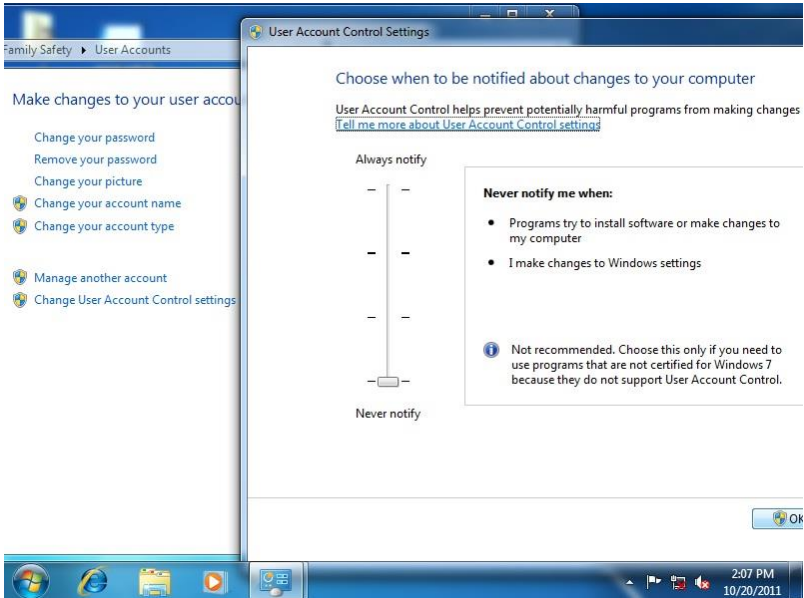 Family Safety ▸ User Accounts
Make changes to your user accou
Change your password
Remove your password
Change your picture
Change your account name
Change your account type
Manage another account
Change User Account Control settings
User Account Control Settings
Choose when to be notified about changes to your computer
User Account Control helps prevent potentially harmful programs from making changes
Tell me more about User Account Control settings
Always notify
Never notify me when:
• Programs try to install software or make changes to
my computer
• I make changes to Windows settings
Not recommended. Choose this only if you need to
use programs that are not certified for Windows 7
because they do not support User Account Control.
Never notify
OK
2:07 PM
10/20/2011